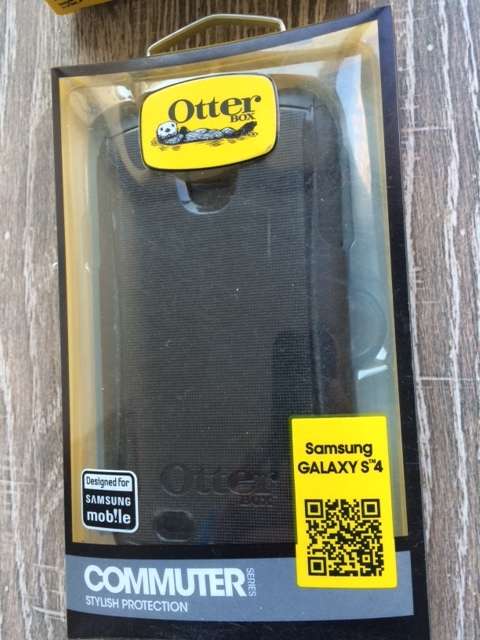 Otter
BOX
Otter
BOX
Samsung
GALAXY S™4
Designed for
SAMSUNG
mob!le
COMMUTER
SERIES
STYLISH PROTECTION